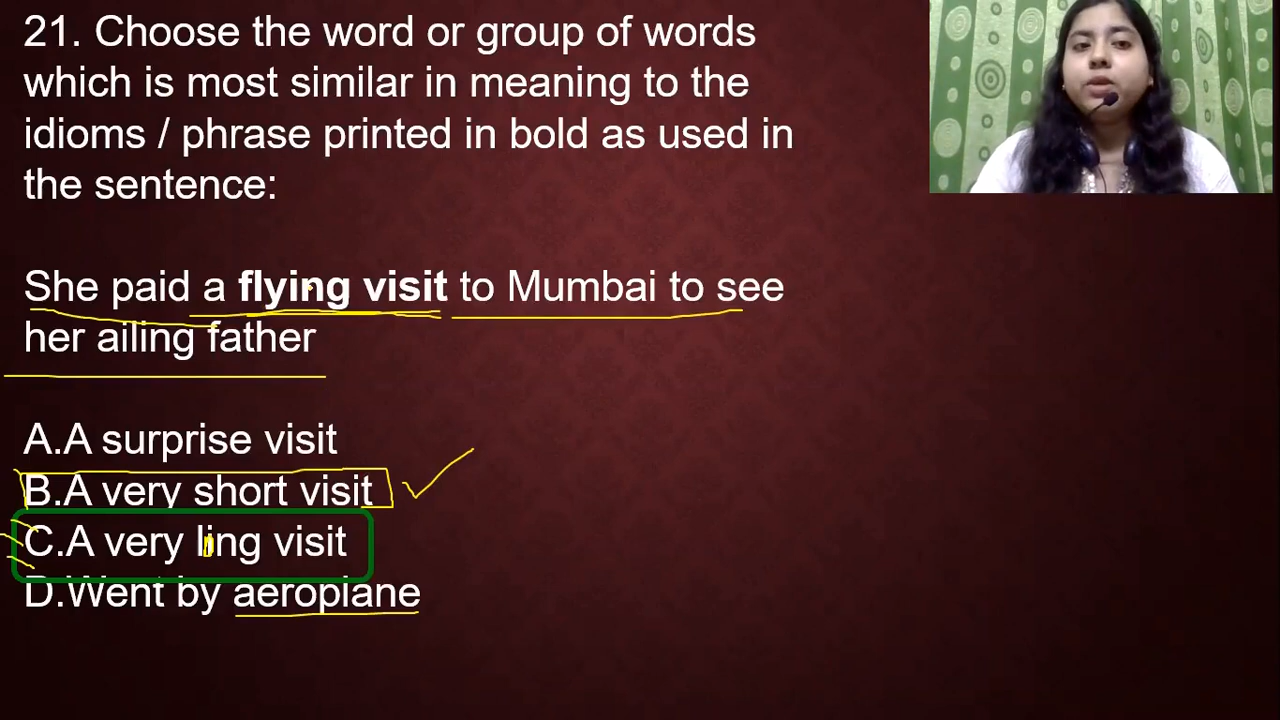 21. Choose the word or group of words
which is most similar in meaning to the
idioms / phrase printed in bold as used in
the sentence:
She paid a flying visit to Mumbai to see
her ailing father
A.A surprise visit
B.A very short visit
C.A very ling visit
D.Went by aeroplane